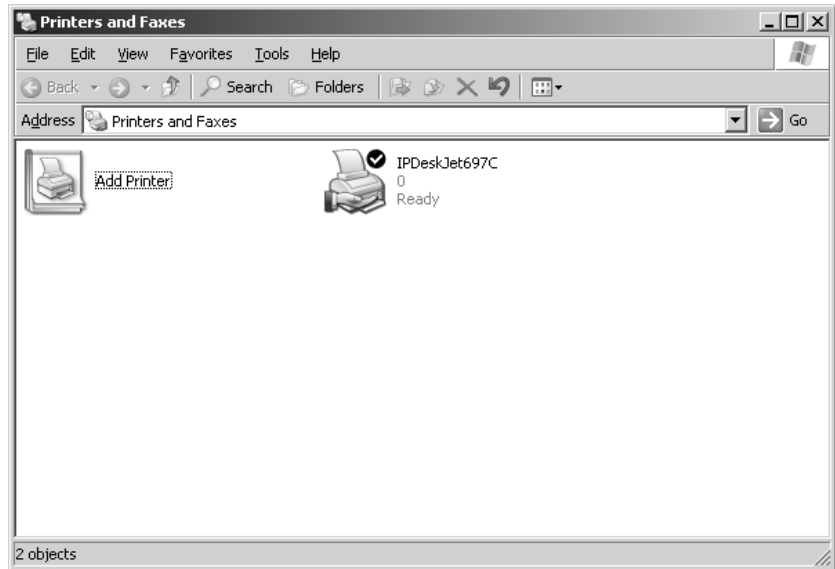 Printers and Faxes
File Edit View Favorites Tools Help
Back Search Folders
Address Printers and Faxes Go
Add Printer
IPDeskJet697C
0
Ready
2 objects